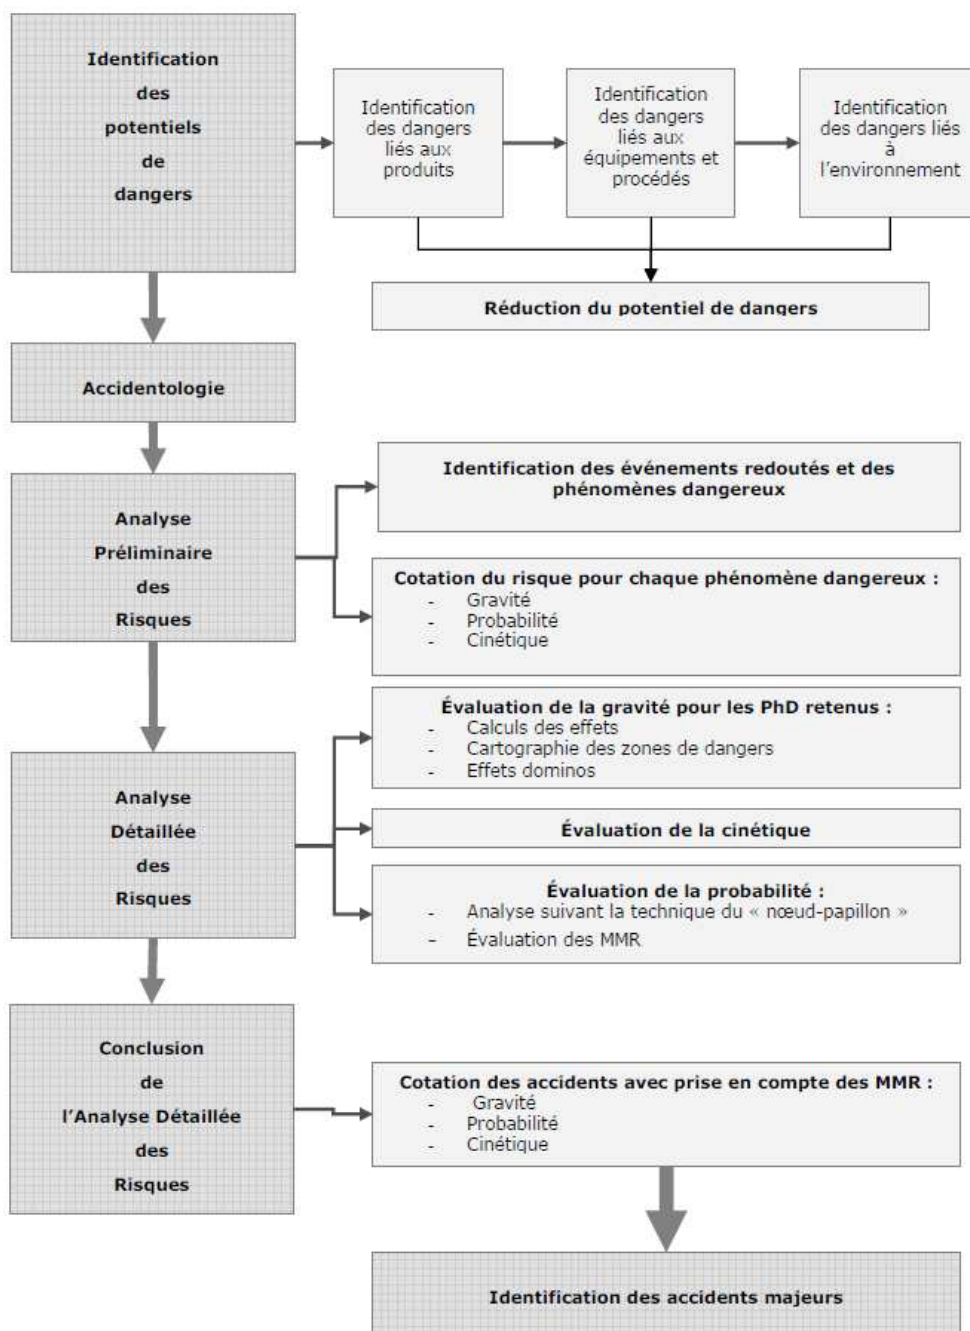 Identification
des
potentiels
de
dangers
Identification
des dangers
liés aux
produits
Identification
des dangers
liés aux
équipements et
procédés
Identification
des dangers liés
à
l'environnement
Réduction du potentiel de dangers
Accidentologie
Analyse
Préliminaire
des
Risques
Identification des événements redoutés et des
phénomènes dangereux
Cotation du risque pour chaque phénomène dangereux :
- Gravité
- Probabilité
- Cinétique
Analyse
Détaillée
des
Risques
Évaluation de la gravité pour les PhD retenus :
- Calculs des effets
- Cartographie des zones de dangers
- Effets dominos
Évaluation de la cinétique
Évaluation de la probabilité :
- Analyse suivant la technique du « nœud-papillon »
- Évaluation des MMR
Conclusion
de
l'Analyse Détaillée
des
Risques
Cotation des accidents avec prise en compte des MMR :
- Gravité
- Probabilité
- Cinétique
Identification des accidents majeurs